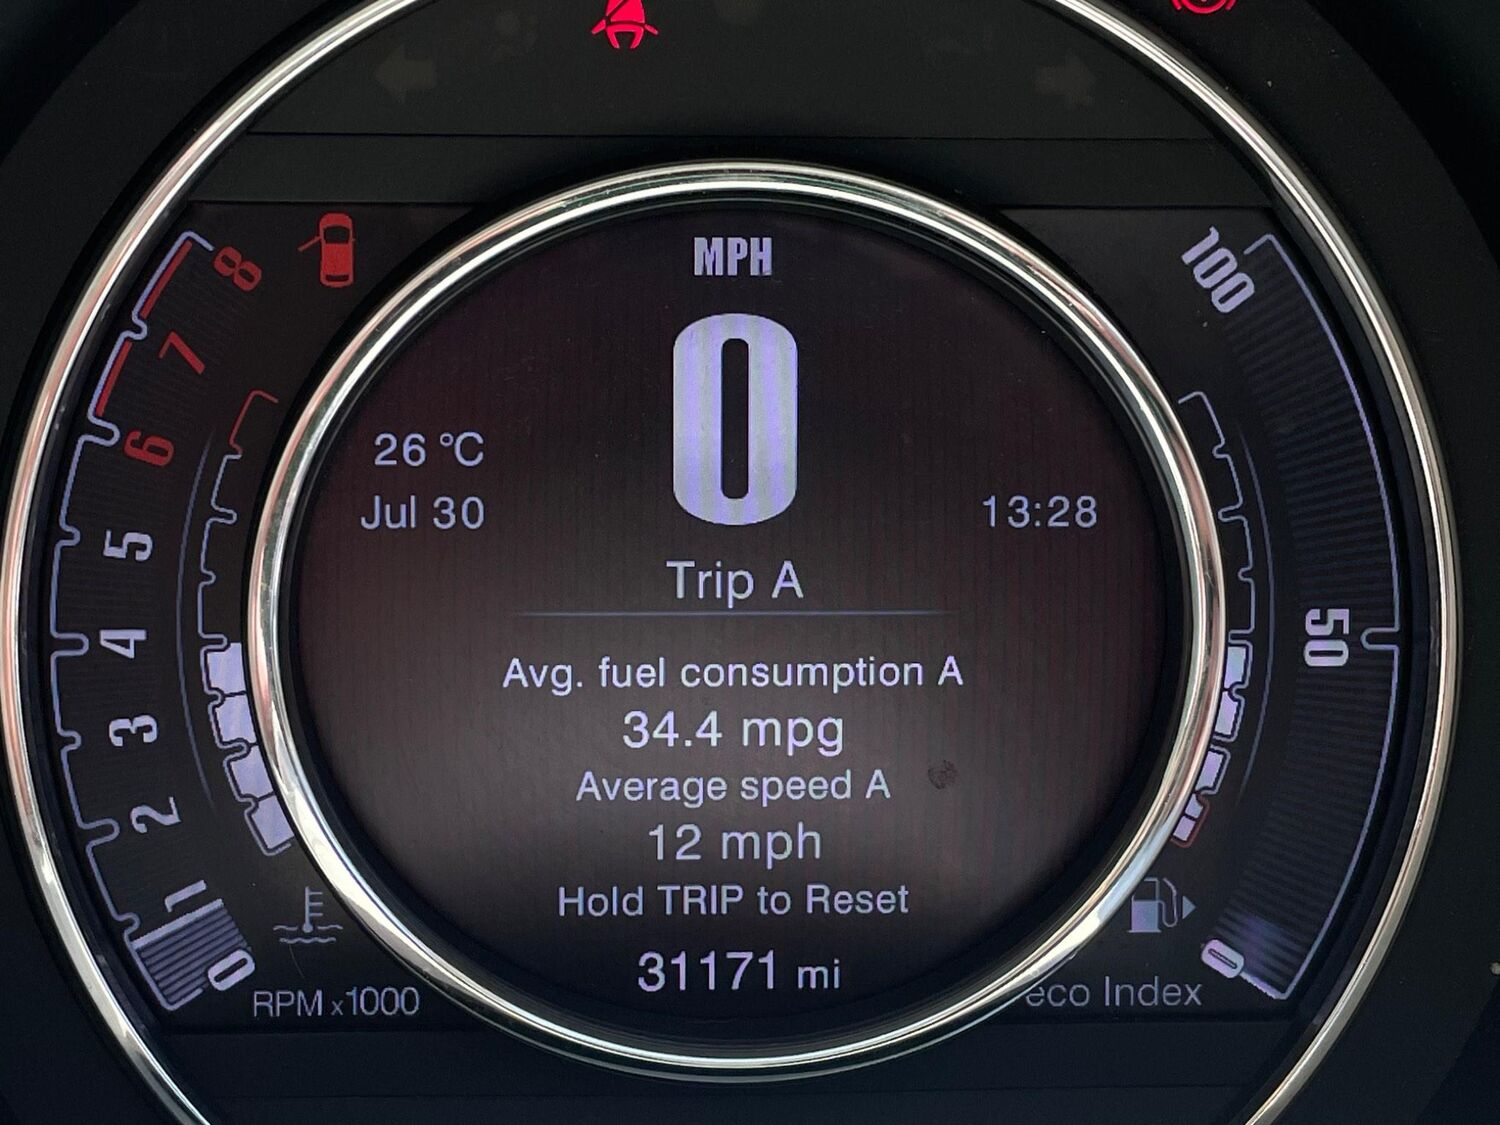 MPH
0
26 °C
Jul 30
13:28
Trip A
Avg. fuel consumption A
34.4 mpg
Average speed A
12 mph
Hold TRIP to Reset
31171 mi
8
7
6
5
4
3
2
1
0
RPM x1000
100
50
0
eco Index